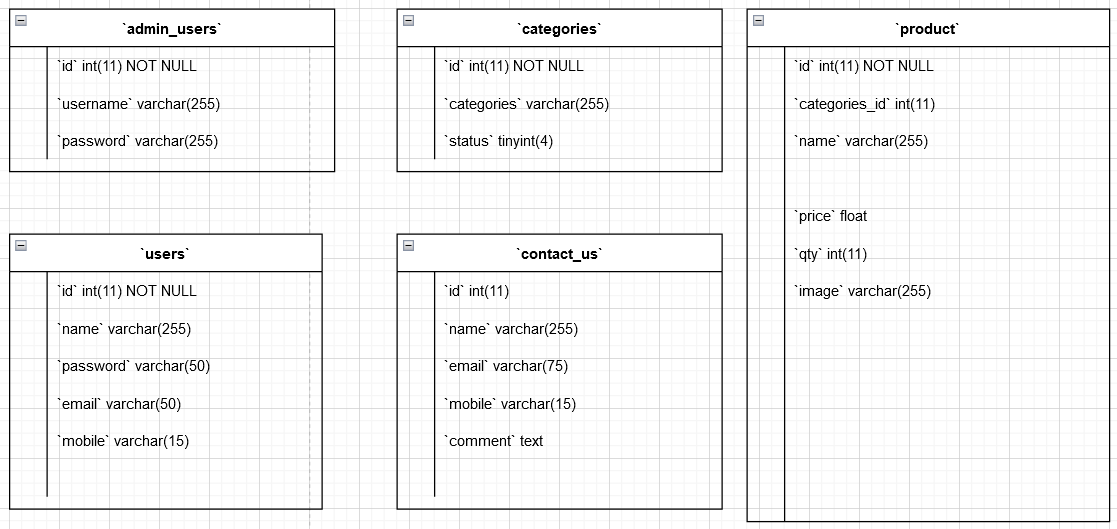 `admin_users`
`id` int(11) NOT NULL
`username` varchar(255)
`password` varchar(255)
`categories`
`id` int(11) NOT NULL
`categories` varchar(255)
`status` tinyint(4)
`product`
`id` int(11) NOT NULL
`categories_id` int(11)
`name` varchar(255)
`price` float
`qty` int(11)
`image` varchar(255)
`users`
`id` int(11) NOT NULL
`name` varchar(255)
`password` varchar(50)
`email` varchar(50)
`mobile` varchar(15)
`contact_us`
`id` int(11)
`name` varchar(255)
`email` varchar(75)
`mobile` varchar(15)
`comment` text